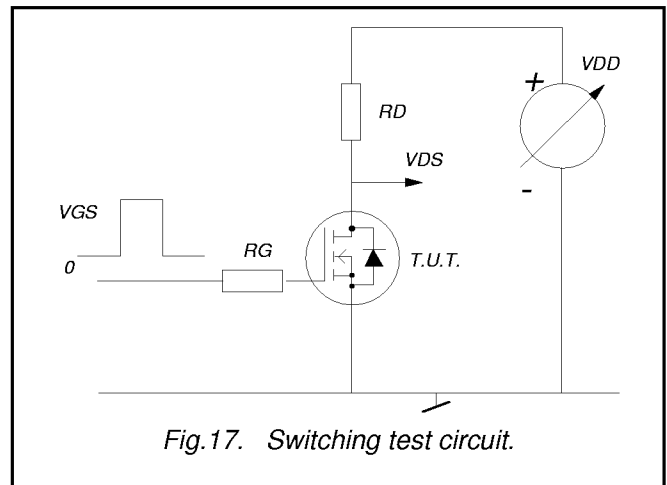 VDD
+
RD
VDS
-
VGS
RG
T.U.T.
0
Fig.17. Switching test circuit.